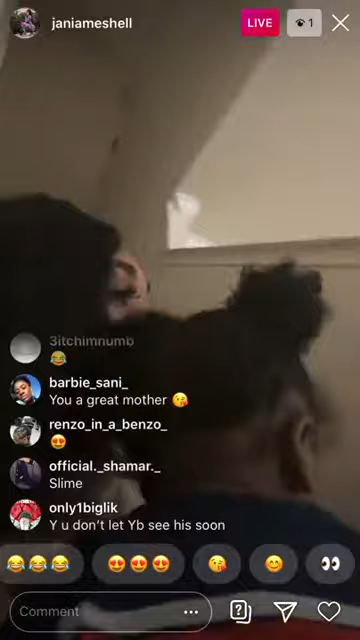 janiameshell
LIVE
1
3itchimnumb
😂
barbie_sani_
You a great mother 😘
renzo_in_a_benzo_
😍
official._shamar._
Slime
only1biglik
Y u don’t let Yb see his soon
😂😂😂 😍😍😍 😘 😊 👀
Comment